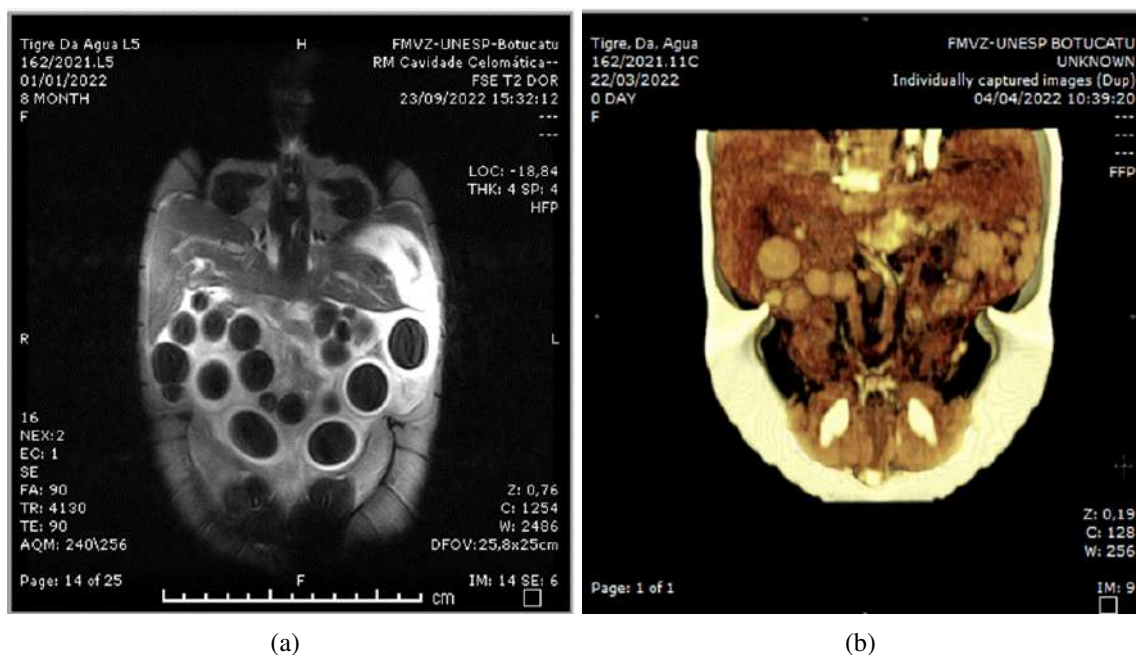 Tigre Da Agua L5
162/2021.L5
01/01/2022
8 MONTH
F
H
FMVZ-UNESP-Botucatu
RM Cavidade Celomática--
FSE T2 DOR
23/09/2022 15:32:12
---
---
LOC: -18,84
THK: 4 SP: 4
HFP
R
L
16
NEX: 2
EC: 1
SE
FA: 90
TR: 4130
TE: 90
AQM: 240\256
Z: 0,76
C: 1254
W: 2486
DFOV:25,8x25cm
Page: 14 of 25
F
cm
IM: 14 SE: 6
(a)
Tigre, Da, Agua
162/2021.11C
22/03/2022
0 DAY
F
FMVZ-UNESP BOTUCATU
UNKNOWN
Individually captured images (Dup)
04/04/2022 10:39:20
---
---
---
FFP
Z: 0,19
C: 128
W: 256
Page: 1 of 1
IM: 9
(b)